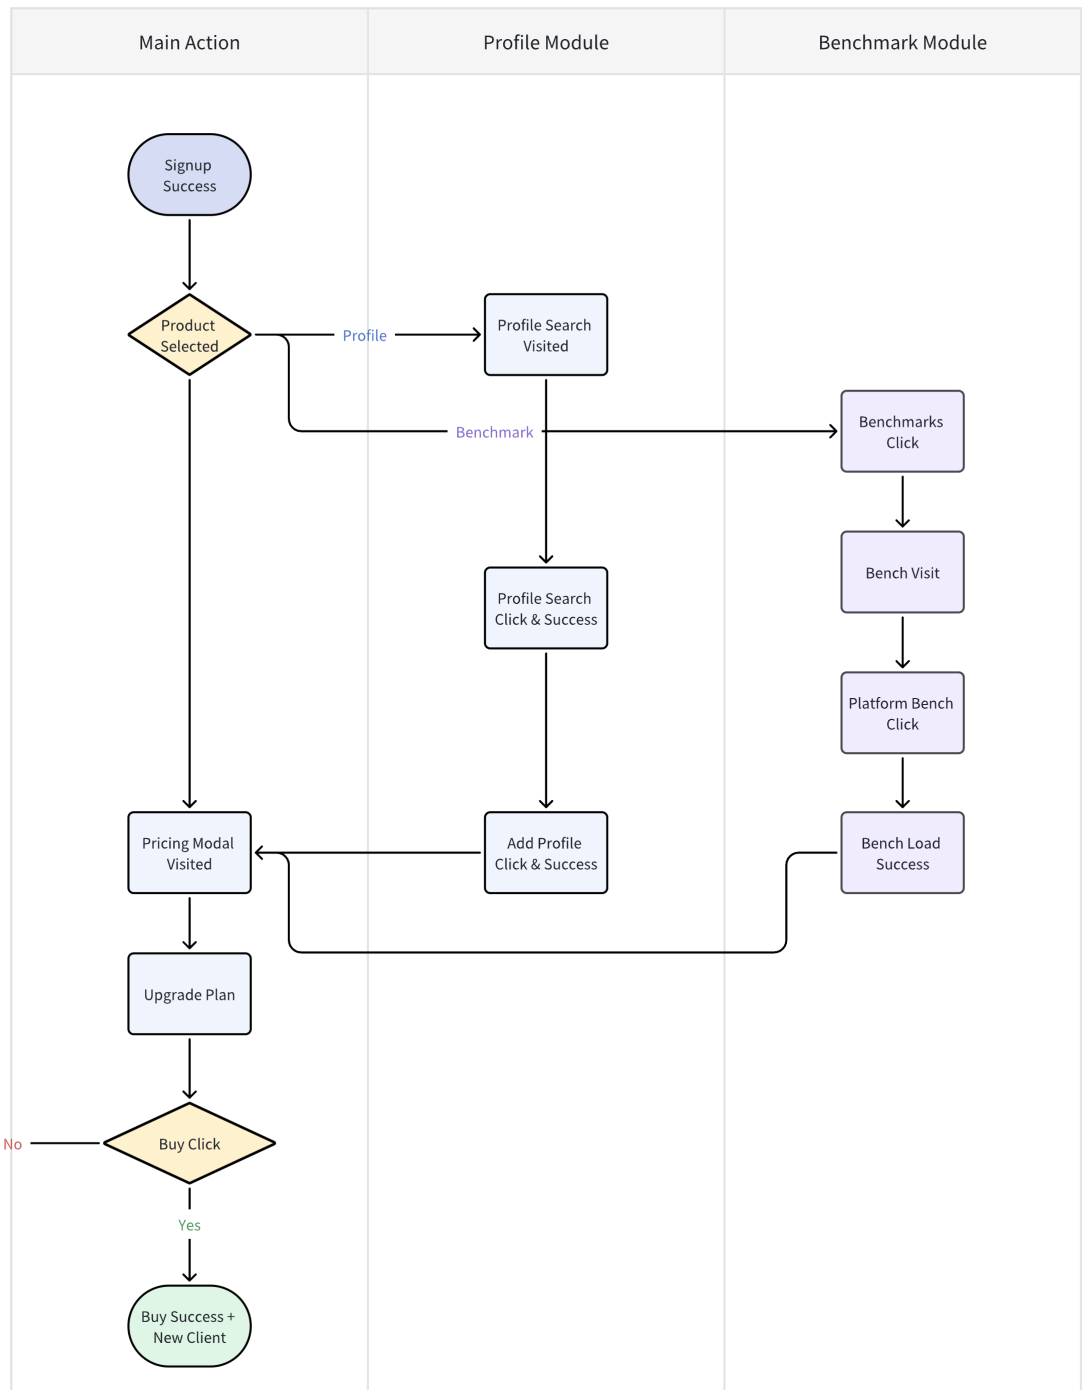 Main Action
Profile Module
Benchmark Module
Signup
Success
Product
Selected
Profile
Profile Search
Visited
Benchmark
Benchmarks
Click
Bench Visit
Profile Search
Click & Success
Platform Bench
Click
Pricing Modal
Visited
Add Profile
Click & Success
Bench Load
Success
Upgrade Plan
No
Buy Click
Yes
Buy Success +
New Client